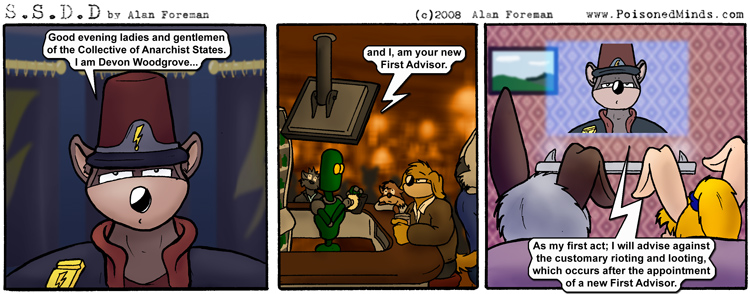 S.S.D.D by Alan Foreman (c)2008 Alan Foreman www.PoisonedMinds.com
Good evening ladies and gentlemen
of the Collective of Anarchist States.
I am Devon Woodgrove...
and I, am your new
First Advisor.
As my first act; I will advise against
the customary rioting and looting,
which occurs after the appointment
of a new First Advisor.